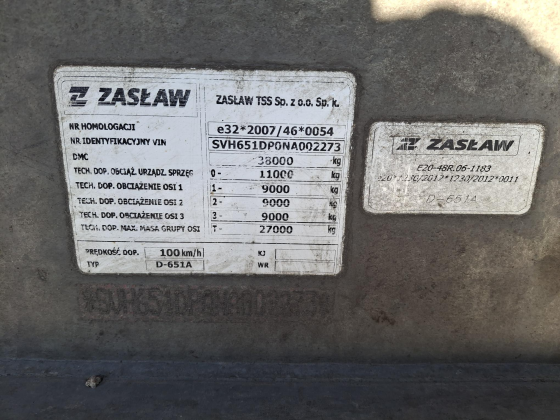 ZASŁAW
ZASŁAW TSS Sp. z o.o. Sp. k.
NR HOMOLOGACJI e32*2007/46*0054
NR IDENTYFIKACYJNY VIN SVH651DP0NA002273
DMC 38000 kg
TECH. DOP. OBCIĄŻ. URZĄDZ. SPRZĘG 0- 11000 kg
TECH. DOP. OBCIĄŻENIE OSI 1 1- 9000 kg
TECH. DOP. OBCIĄŻENIE OSI 2 2- 9000 kg
TECH. DOP. OBCIĄŻENIE OSI 3 3- 9000 kg
TECH. DOP. MAX. MASA GRUPY OSI T- 27000 kg
PRĘDKOŚĆ DOP. 100 km/h KJ
TYP D-651A WR
ZASŁAW
E20-48R.06-1183
D-651A